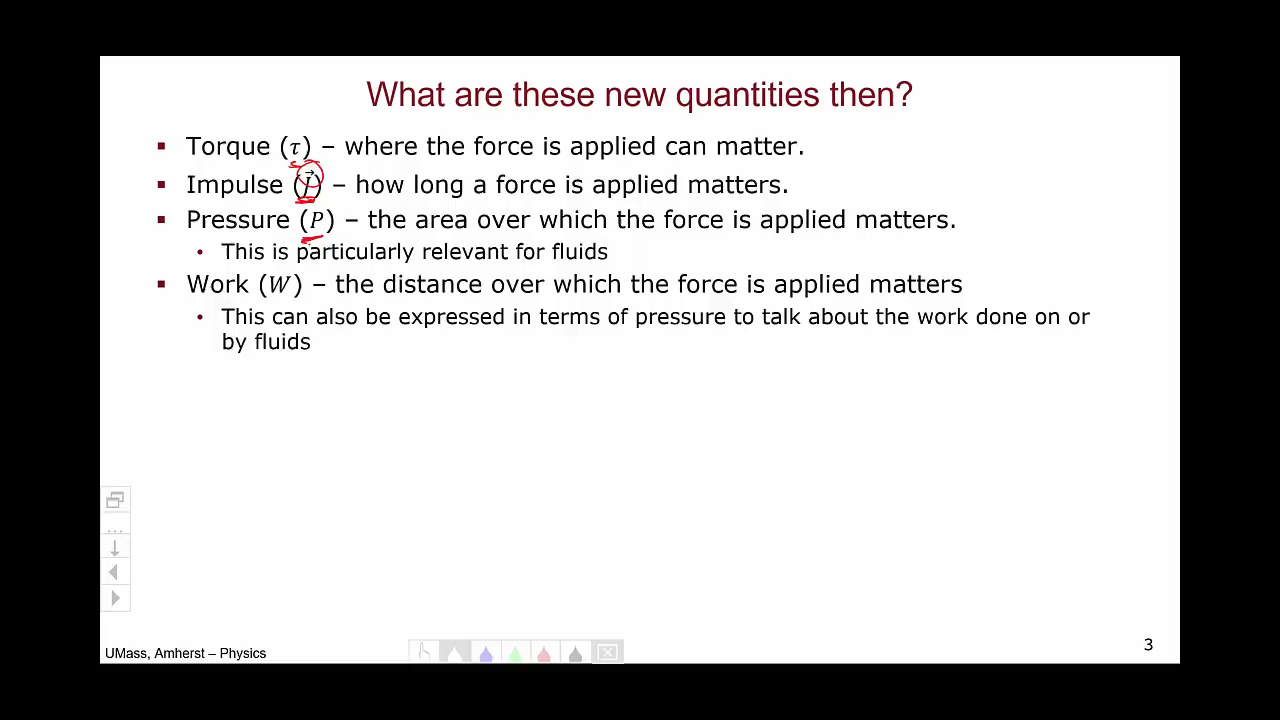 What are these new quantities then?
▪ Torque (τ) – where the force is applied can matter.
▪ Impulse (J⃗) – how long a force is applied matters.
▪ Pressure (P) – the area over which the force is applied matters.
• This is particularly relevant for fluids
▪ Work (W) – the distance over which the force is applied matters
• This can also be expressed in terms of pressure to talk about the work done on or
by fluids
UMass, Amherst – Physics
3